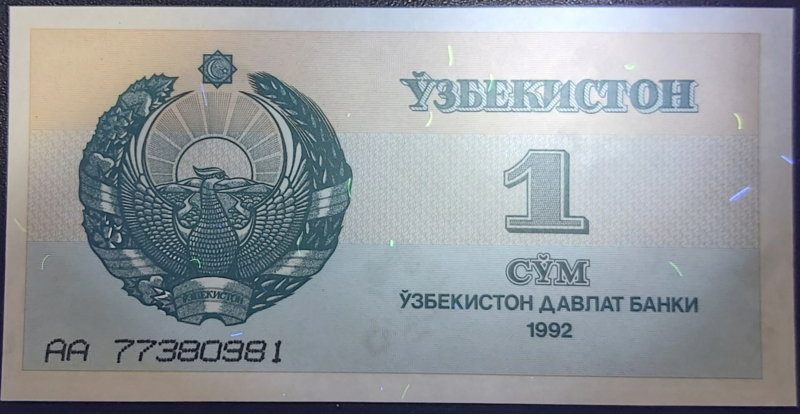 ЎЗБЕКИСТОН
1
СЎМ
ЎЗБЕКИСТОН ДАВЛАТ БАНКИ
1992
ЎЗБЕКИСТОН
АА 77380981